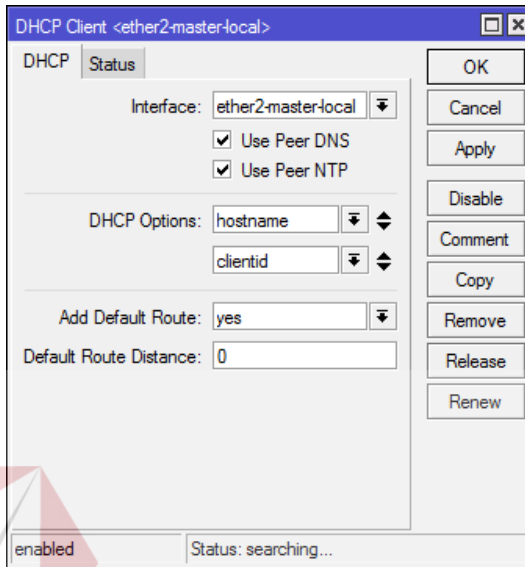 DHCP Client <ether2-master-local>
DHCP Status
Interface: ether2-master-local
Use Peer DNS
Use Peer NTP
DHCP Options: hostname
clientid
Add Default Route: yes
Default Route Distance: 0
OK
Cancel
Apply
Disable
Comment
Copy
Remove
Release
Renew
enabled Status: searching...